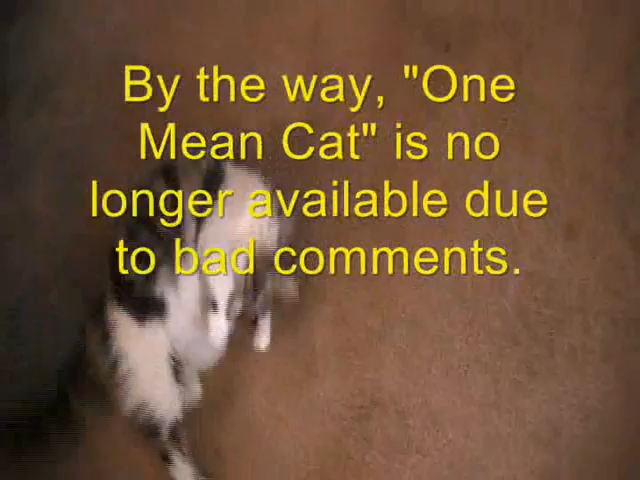 By the way, "One
Mean Cat" is no
longer available due
to bad comments.